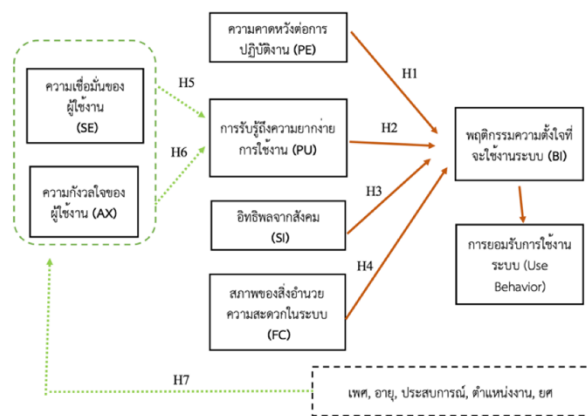 ความคาดหวังต่อการ
ปฏิบัติงาน (PE)
H1
H5
ความเชื่อมั่นของ
ผู้ใช้งาน
(SE)
การรับรู้ถึงความยากง่าย
การใช้งาน (PU)
H2
พฤติกรรมความตั้งใจที่
จะใช้งานระบบ (BI)
H6
ความกังวลใจของ
ผู้ใช้งาน (AX)
H3
อิทธิพลจากสังคม
(SI)
การยอมรับการใช้งาน
ระบบ (Use
Behavior)
H4
สภาพของสิ่งอำนวย
ความสะดวกในระบบ
(FC)
H7
เพศ, อายุ, ประสบการณ์, ตำแหน่งงาน, ยศ